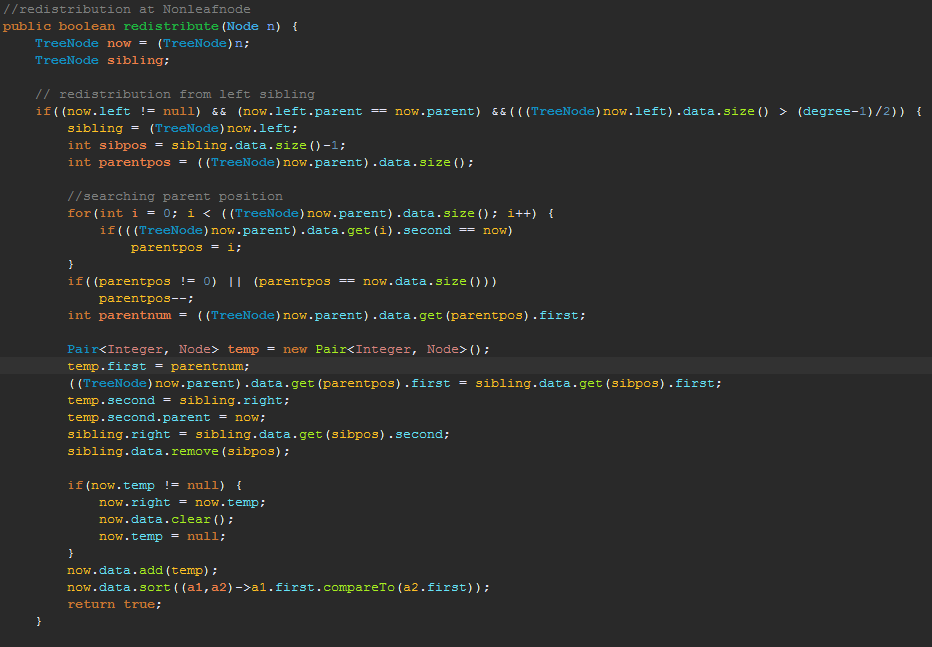 //redistribution at Nonleafnode
public boolean redistribute(Node n) {
    TreeNode now = (TreeNode)n;
    TreeNode sibling;

    // redistribution from left sibling
    if((now.left != null) && (now.left.parent == now.parent) &&(((TreeNode)now.left).data.size() > (degree-1)/2)) {
        sibling = (TreeNode)now.left;
        int sibpos = sibling.data.size()-1;
        int parentpos = ((TreeNode)now.parent).data.size();

        //searching parent position
        for(int i = 0; i < ((TreeNode)now.parent).data.size(); i++) {
            if(((TreeNode)now.parent).data.get(i).second == now)
                parentpos = i;
        }
        if((parentpos != 0) || (parentpos == now.data.size()))
            parentpos--;
        int parentnum = ((TreeNode)now.parent).data.get(parentpos).first;

        Pair<Integer, Node> temp = new Pair<Integer, Node>();
        temp.first = parentnum;
        ((TreeNode)now.parent).data.get(parentpos).first = sibling.data.get(sibpos).first;
        temp.second = sibling.right;
        temp.second.parent = now;
        sibling.right = sibling.data.get(sibpos).second;
        sibling.data.remove(sibpos);

        if(now.temp != null) {
            now.right = now.temp;
            now.data.clear();
            now.temp = null;
        }
        now.data.add(temp);
        now.data.sort((a1,a2)->a1.first.compareTo(a2.first));
        return true;
    }